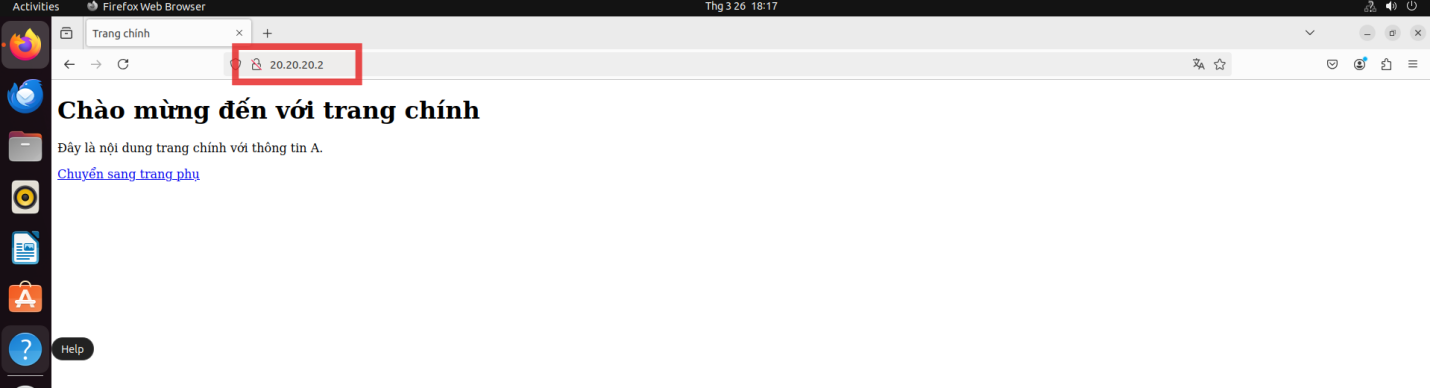 Activities Firefox Web Browser Thg 3 26 18:17
Trang chính
20.20.20.2
Chào mừng đến với trang chính
Đây là nội dung trang chính với thông tin A.
Chuyển sang trang phụ
Help